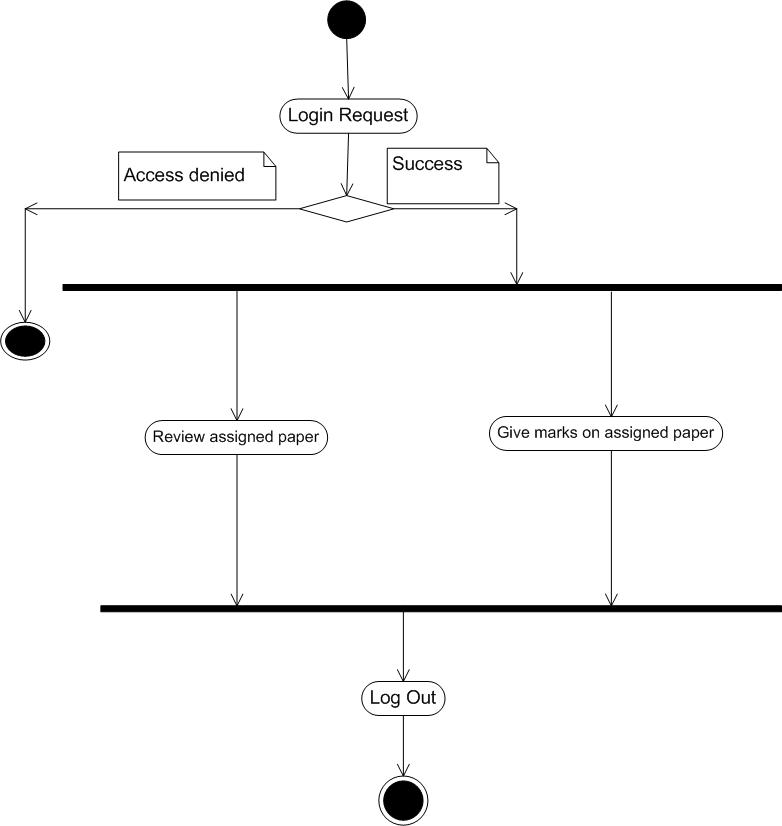 Login Request
Access denied
Success
Review assigned paper
Give marks on assigned paper
Log Out